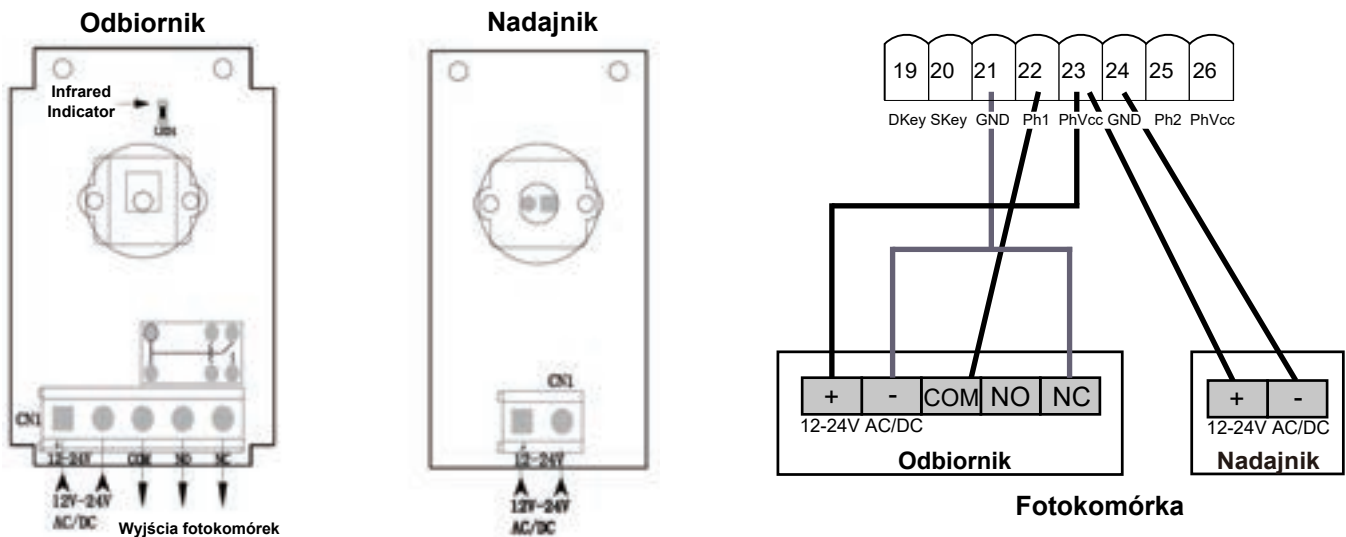 Odbiornik
Infrared
Indicator
LED1
CN1
12-24V COM NO NC
12V-24V
AC/DC
Wyjścia fotokomórek
Nadajnik
CN1
12-24V
12V-24V
AC/DC
19 20 21 22 23 24 25 26
DKey SKey GND Ph1 PhVcc GND Ph2 PhVcc
+ - COM NO NC
12-24V AC/DC
Odbiornik
+ -
12-24V AC/DC
Nadajnik
Fotokomórka